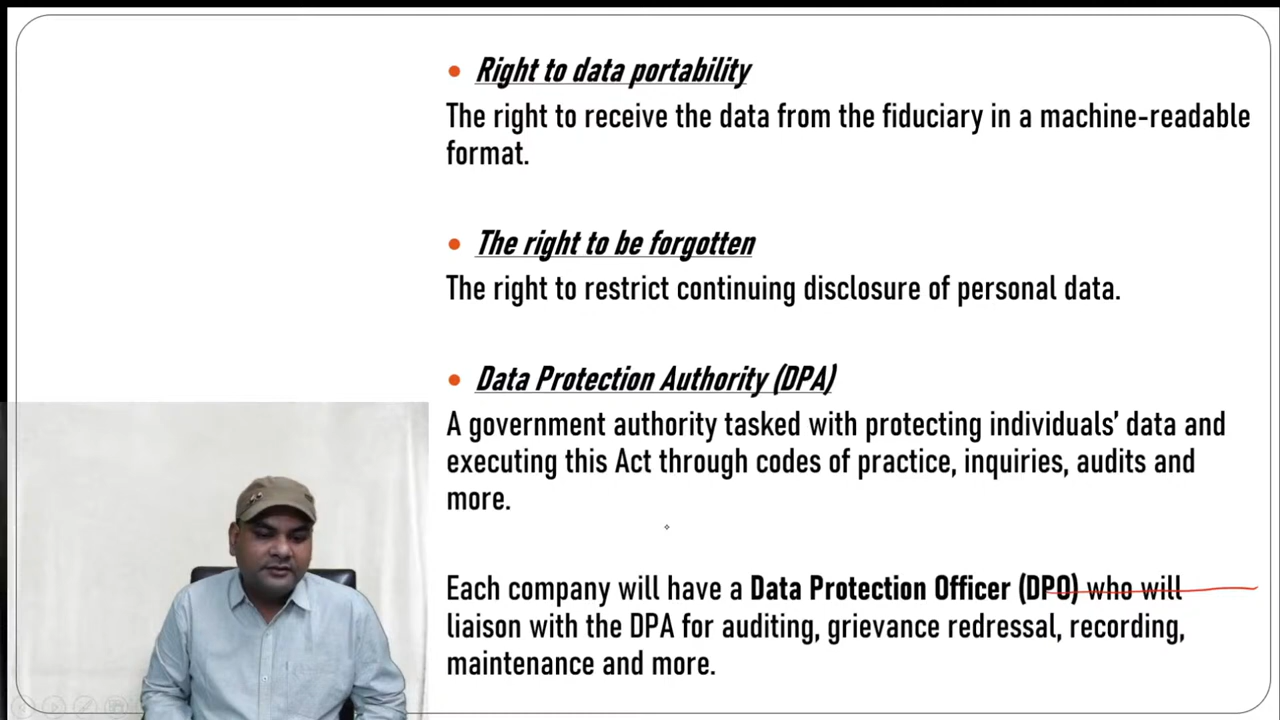 Right to data portability
The right to receive the data from the fiduciary in a machine-readable
format.
The right to be forgotten
The right to restrict continuing disclosure of personal data.
Data Protection Authority (DPA)
A government authority tasked with protecting individuals’ data and
executing this Act through codes of practice, inquiries, audits and
more.
Each company will have a Data Protection Officer (DPO) who will
liaison with the DPA for auditing, grievance redressal, recording,
maintenance and more.